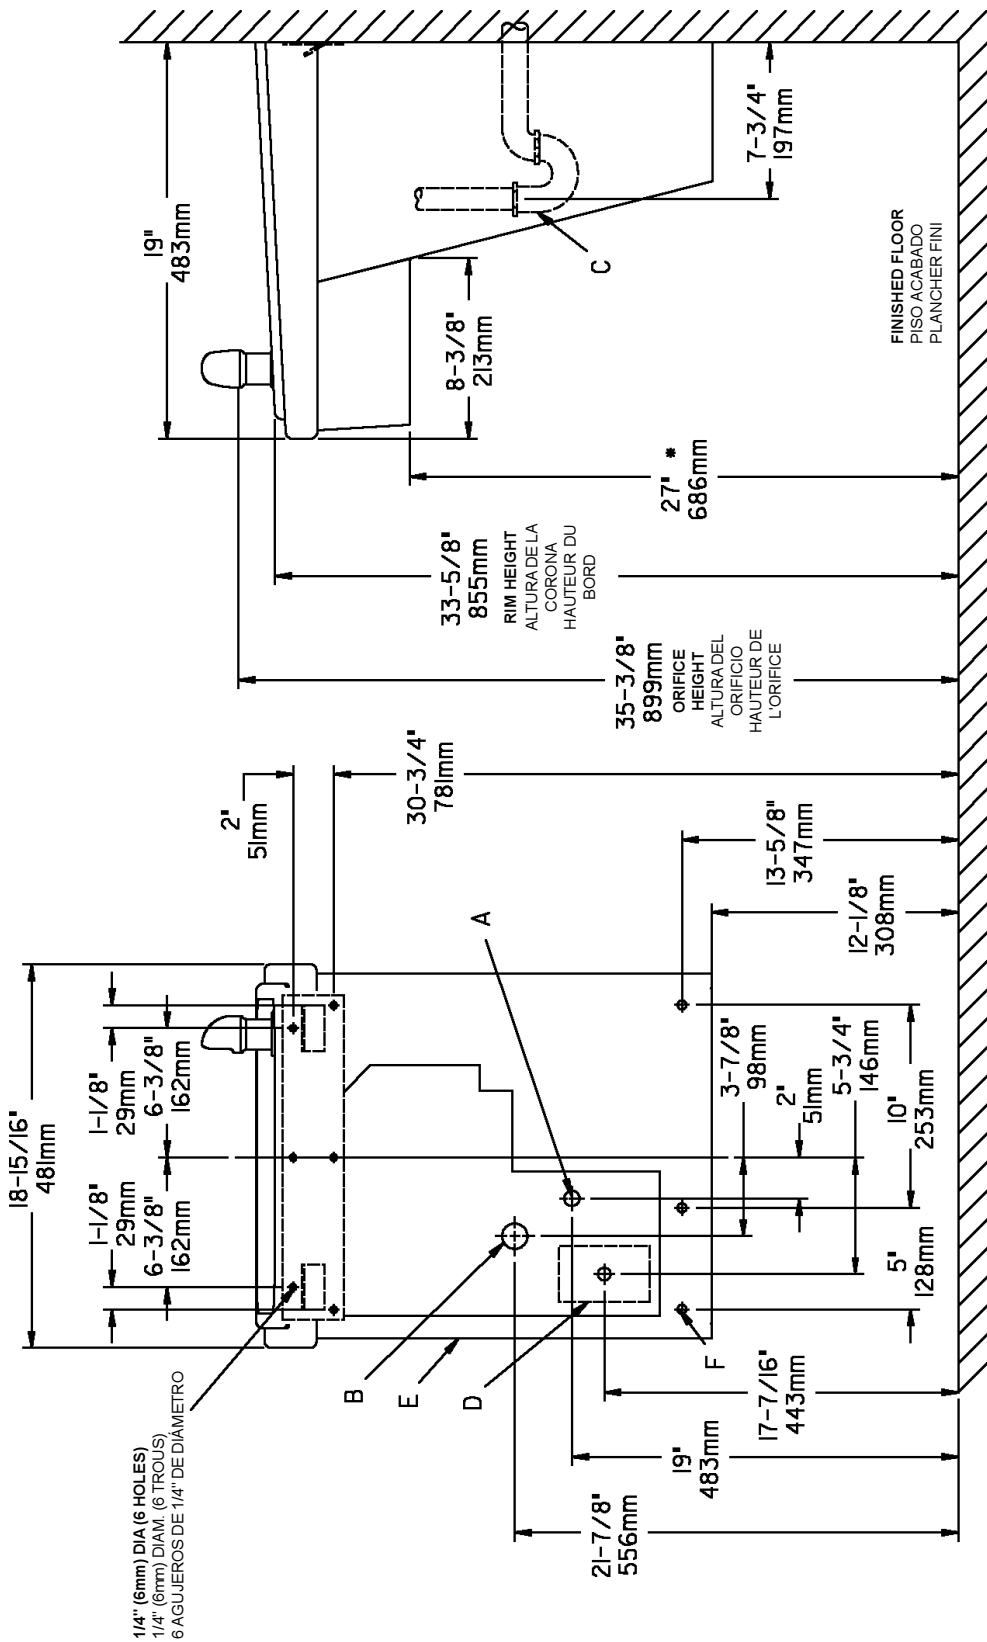 1/4" (6mm) DIA (6 HOLES)
1/4" (6mm) DIAM. (6 TROUS)
6 AGUJEROS DE 1/4" DE DIÁMETRO
18-15/16"
481mm
1-1/8"
29mm
6-3/8"
162mm
1-1/8"
29mm
6-3/8"
162mm
2"
51mm
30-3/4"
781mm
A
B
E
D
F
21-7/8"
556mm
19"
483mm
17-7/16"
443mm
5"
128mm
10"
253mm
5-3/4"
146mm
2"
51mm
3-7/8"
98mm
12-1/8"
308mm
13-5/8"
347mm
35-3/8"
899mm
ORIFICE
HEIGHT
ALTURA DEL
ORIFICIO
HAUTEUR DE
L'ORIFICE
33-5/8"
855mm
RIM HEIGHT
ALTURA DE LA
CORONA
HAUTEUR DU
BORD
27" *
686mm
19"
483mm
8-3/8"
213mm
C
7-3/4"
197mm
FINISHED FLOOR
PISO ACABADO
PLANCHER FINI